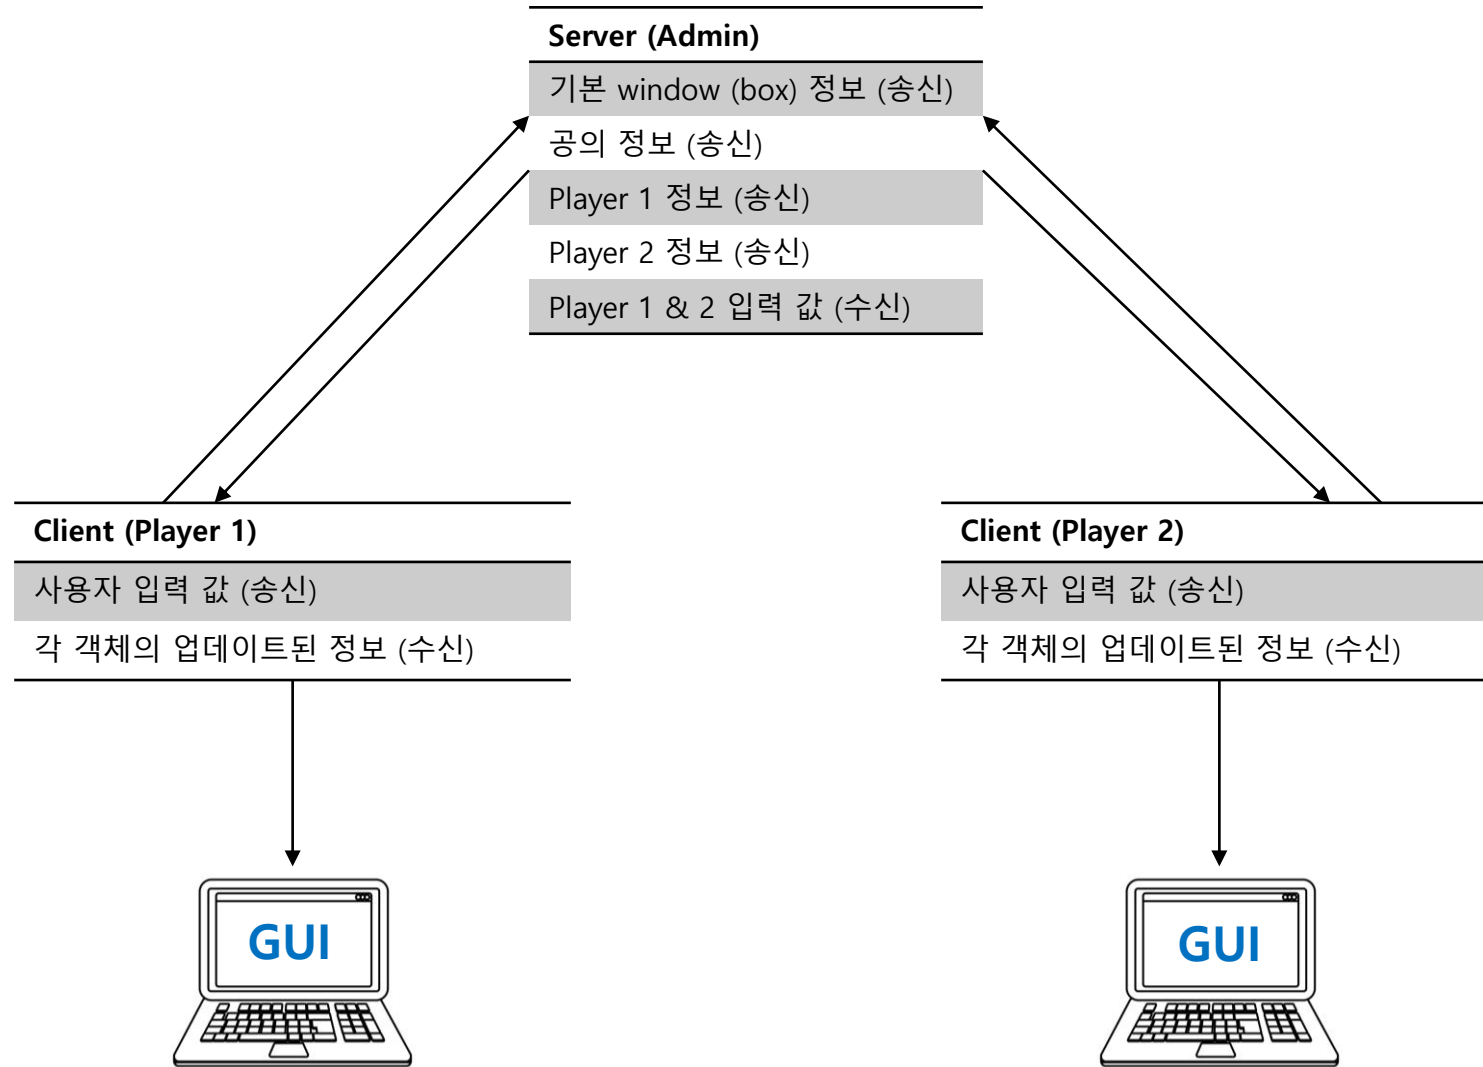 Server (Admin)
기본 window (box) 정보 (송신)
공의 정보 (송신)
Player 1 정보 (송신)
Player 2 정보 (송신)
Player 1 & 2 입력 값 (수신)
Client (Player 1)
사용자 입력 값 (송신)
각 객체의 업데이트된 정보 (수신)
Client (Player 2)
사용자 입력 값 (송신)
각 객체의 업데이트된 정보 (수신)
GUI
GUI